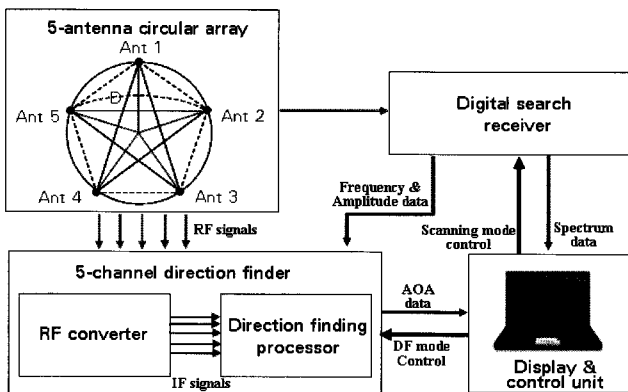 5-antenna circular array
Ant 1
D
Ant 5
Ant 2
Ant 4
Ant 3
Digital search
receiver
Frequency &
Amplitude data
Scanning mode
control
Spectrum
data
RF signals
5-channel direction finder
RF converter
Direction finding
processor
IF signals
AOA
data
DF mode
Control
Display &
control unit